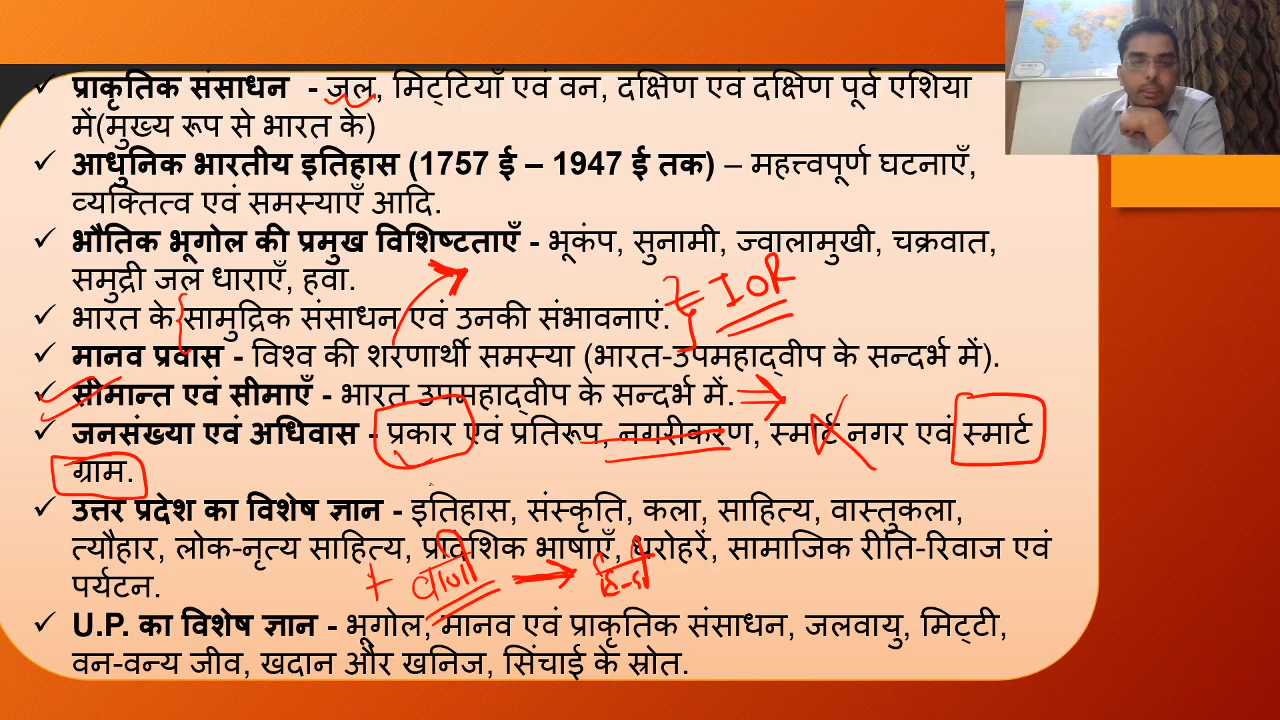 ✓ प्राकृतिक संसाधन - जल, मिट्टियाँ एवं वन, दक्षिण एवं दक्षिण पूर्व एशिया
में(मुख्य रूप से भारत के)
✓ आधुनिक भारतीय इतिहास (1757 ई – 1947 ई तक) – महत्त्वपूर्ण घटनाएँ,
व्यक्तित्व एवं समस्याएँ आदि.
✓ भौतिक भूगोल की प्रमुख विशिष्टताएँ - भूकंप, सुनामी, ज्वालामुखी, चक्रवात,
समुद्री जल धाराएँ, हवा.
IOR
✓ भारत के सामुद्रिक संसाधन एवं उनकी संभावनाएं.
✓ मानव प्रवास - विश्व की शरणार्थी समस्या (भारत-उपमहाद्वीप के सन्दर्भ में).
✓ सीमान्त एवं सीमाएँ - भारत उपमहाद्वीप के सन्दर्भ में.
✓ जनसंख्या एवं अधिवास - प्रकार एवं प्रतिरूप, नगरीकरण, स्मार्ट नगर एवं स्मार्ट
ग्राम.
✓ उत्तर प्रदेश का विशेष ज्ञान - इतिहास, संस्कृति, कला, साहित्य, वास्तुकला,
त्यौहार, लोक-नृत्य साहित्य, प्रादेशिक भाषाएँ, धरोहरें, सामाजिक रीति-रिवाज एवं
पर्यटन.
✓ U.P. का विशेष ज्ञान - भूगोल, मानव एवं प्राकृतिक संसाधन, जलवायु, मिट्टी,
वन-वन्य जीव, खदान और खनिज, सिंचाई के स्रोत.